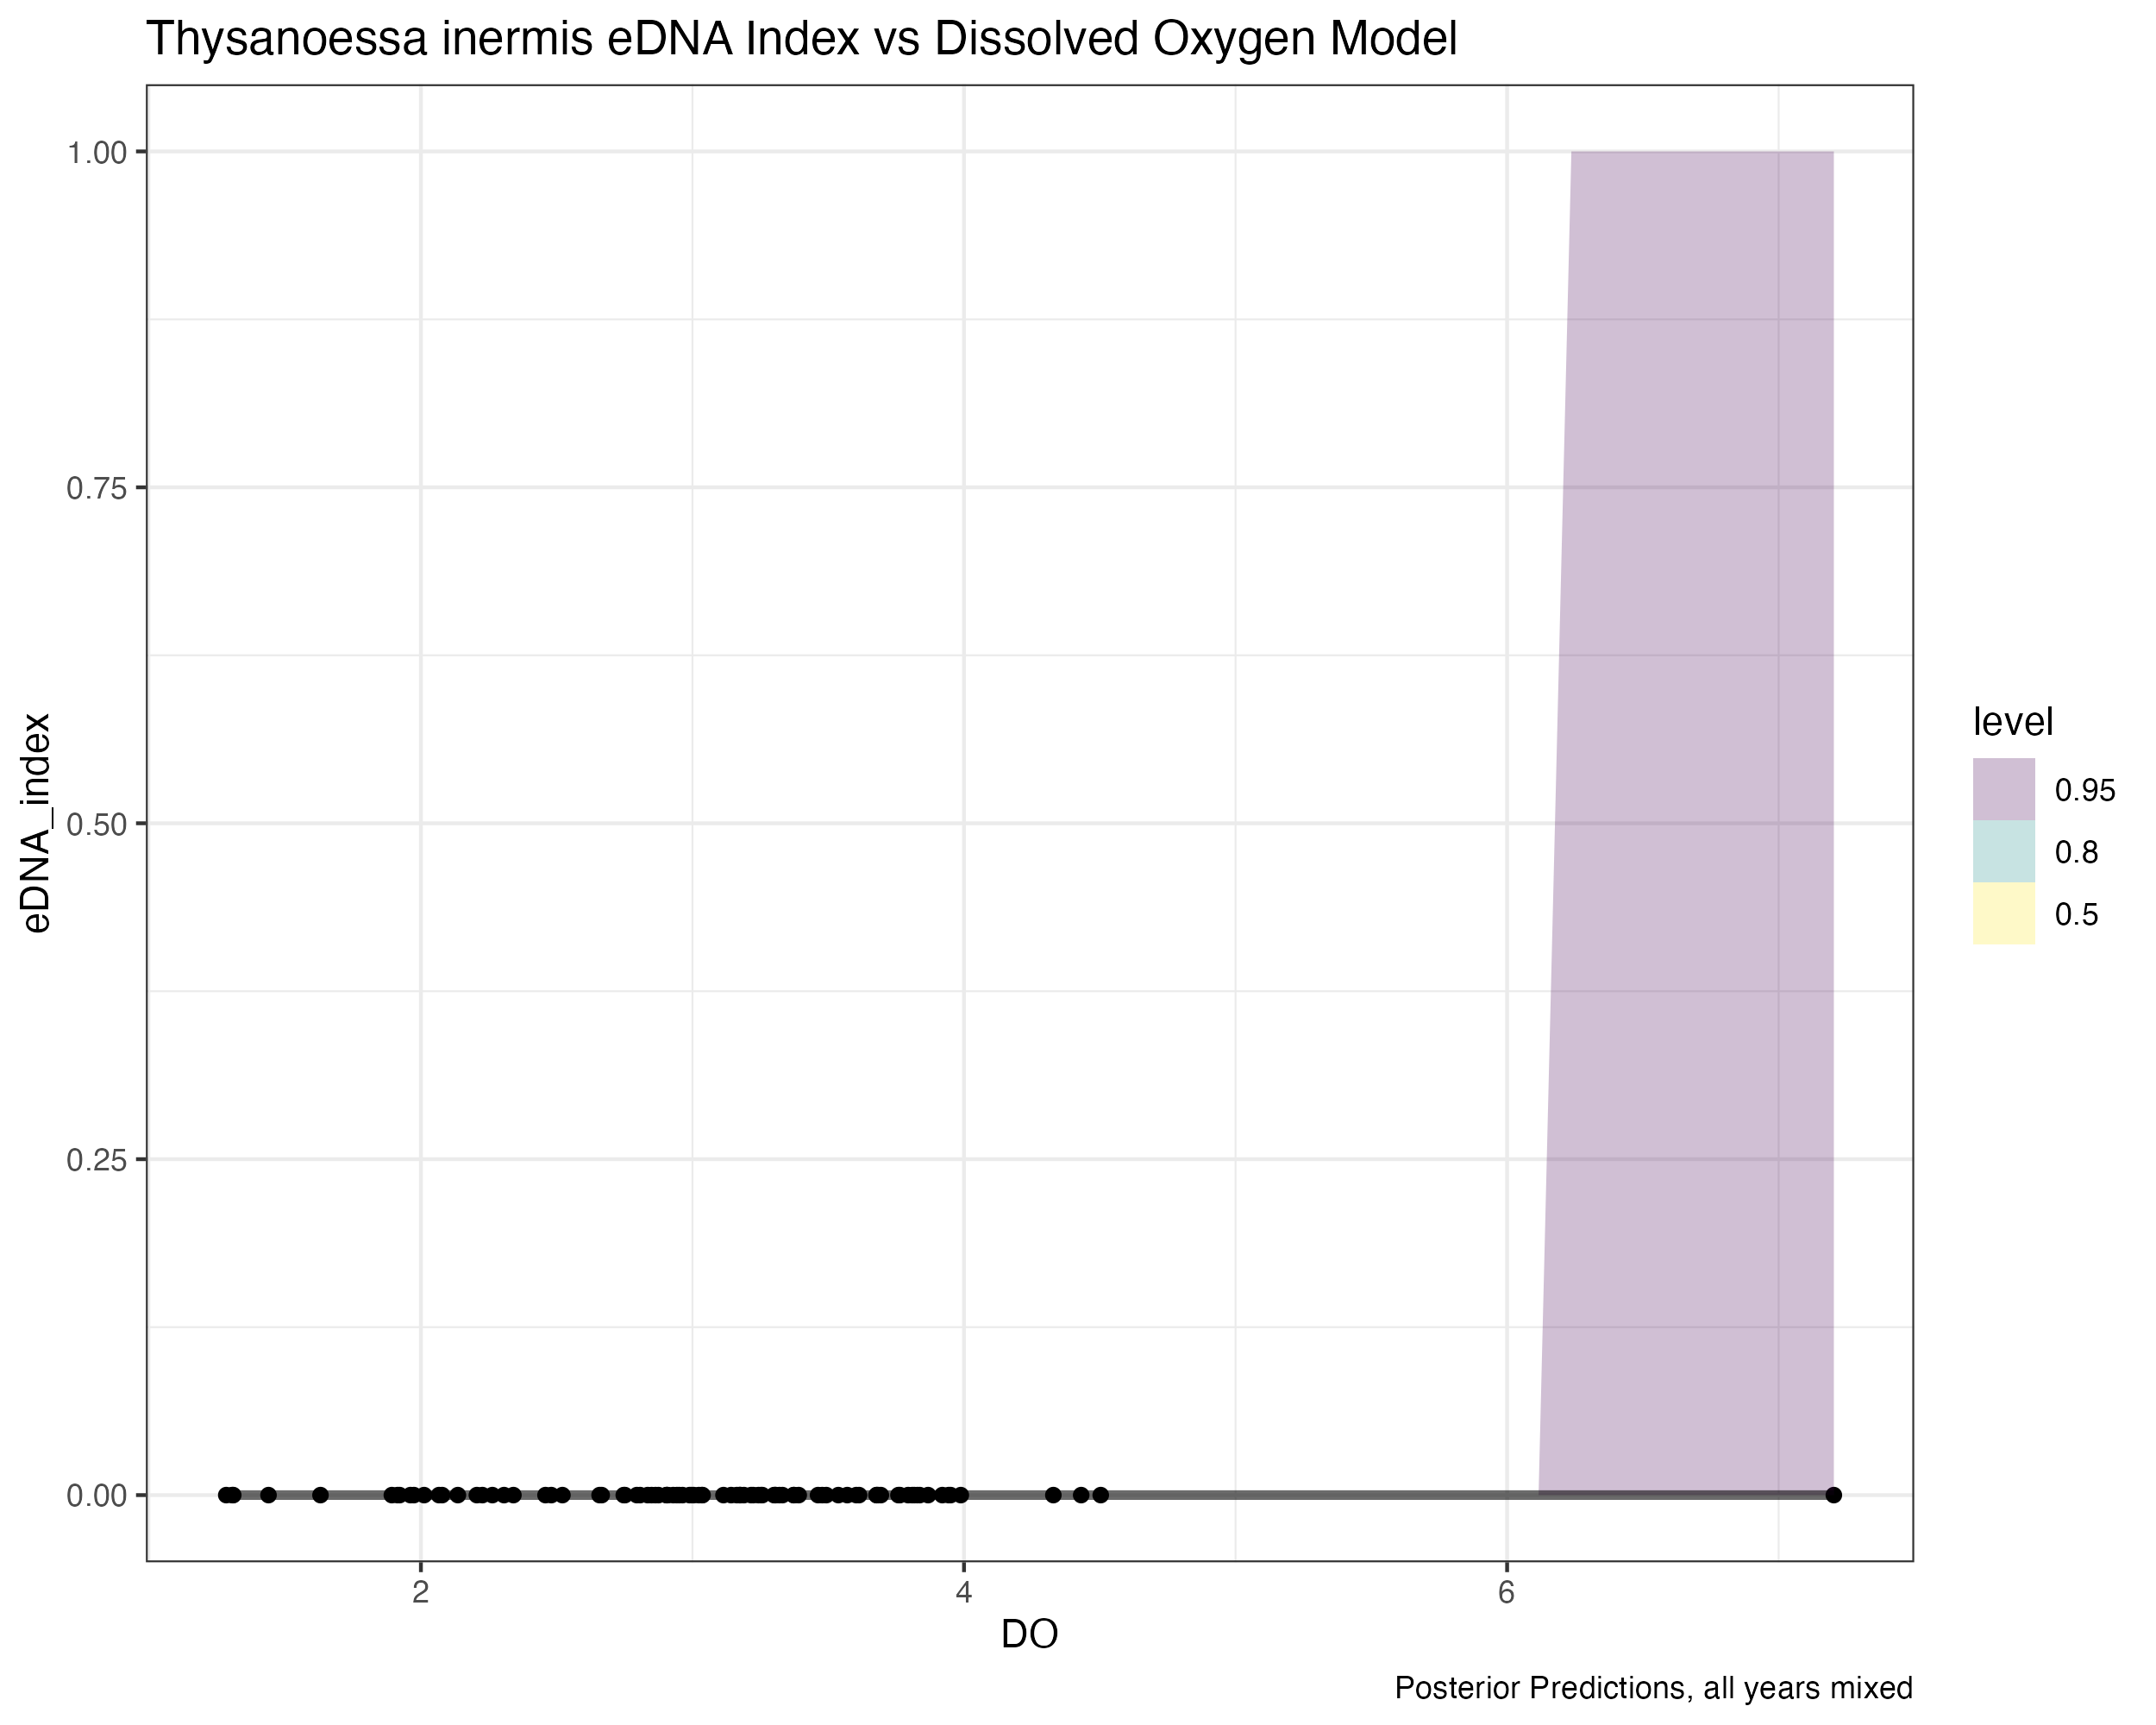 Thysanoessa inermis eDNA Index vs Dissolved Oxygen Model
1.00
0.75
0.50
0.25
0.00
eDNA_index
2 4 6
DO
level
0.95
0.8
0.5
Posterior Predictions, all years mixed